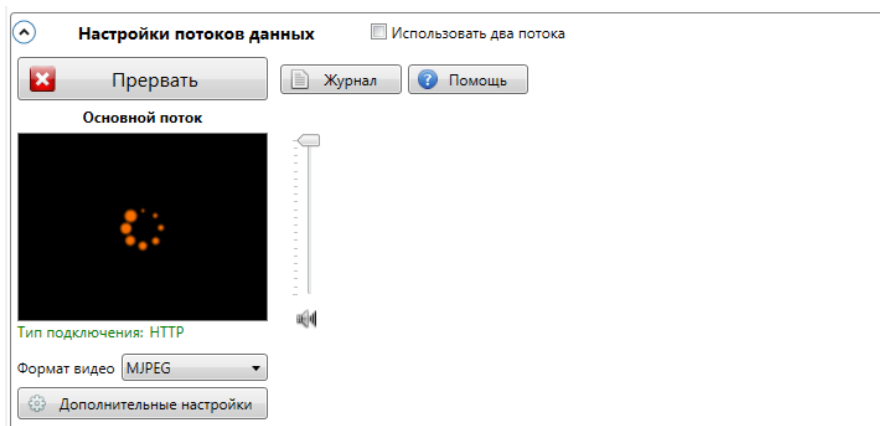 Настройки потоков данных
Использовать два потока
Прервать
Журнал
Помощь
Основной поток
Тип подключения: HTTP
Формат видео MJPEG
Дополнительные настройки